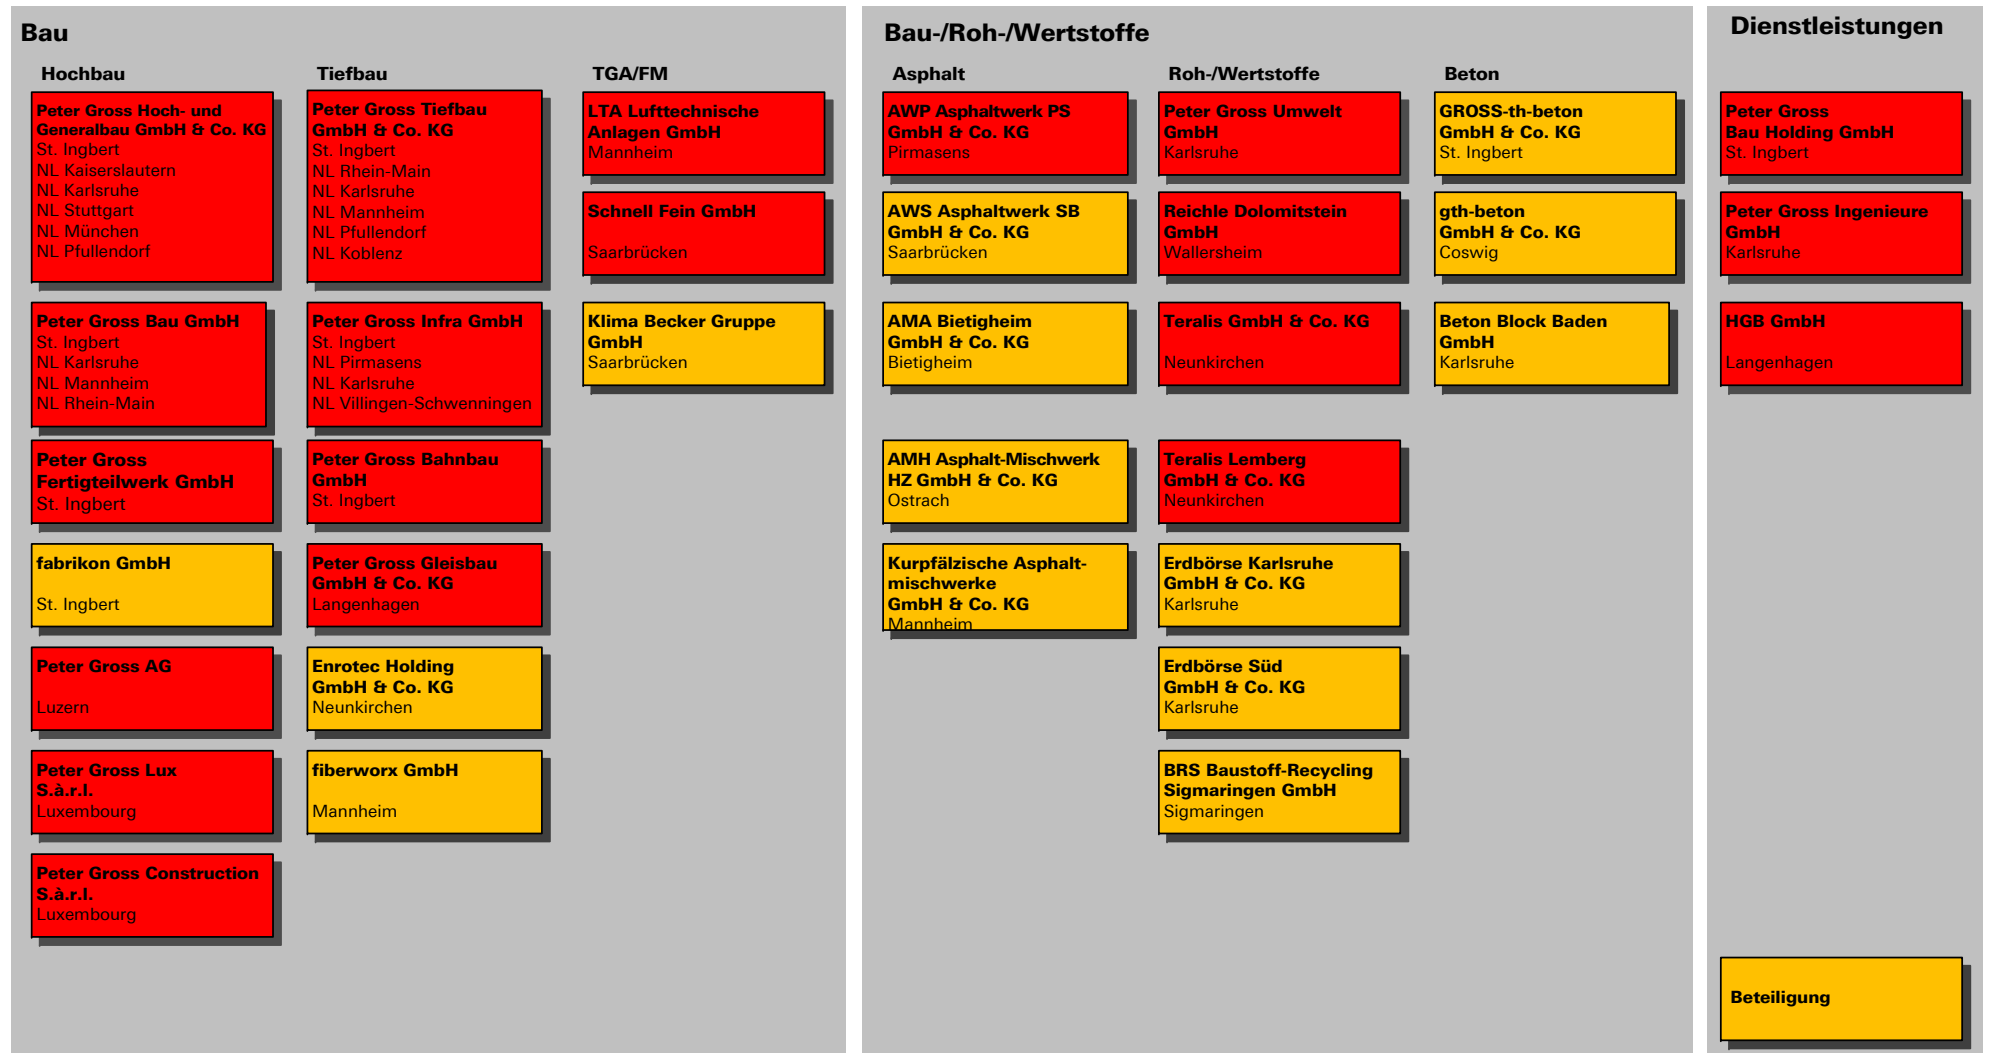 Bau
Hochbau
Peter Gross Hoch- und
Generalbau GmbH & Co. KG
St. Ingbert
NL Kaiserslautern
NL Karlsruhe
NL Stuttgart
NL München
NL Pfullendorf
Peter Gross Bau GmbH
St. Ingbert
NL Karlsruhe
NL Mannheim
NL Rhein-Main
Peter Gross
Fertigteilwerk GmbH
St. Ingbert
fabrikon GmbH
St. Ingbert
Peter Gross AG
Luzern
Peter Gross Lux
S.à.r.l.
Luxembourg
Peter Gross Construction
S.à.r.l.
Luxembourg
Tiefbau
Peter Gross Tiefbau
GmbH & Co. KG
St. Ingbert
NL Rhein-Main
NL Karlsruhe
NL Mannheim
NL Pfullendorf
NL Koblenz
Peter Gross Infra GmbH
St. Ingbert
NL Pirmasens
NL Karlsruhe
NL Villingen-Schwenningen
Peter Gross Bahnbau
GmbH
St. Ingbert
Peter Gross Gleisbau
GmbH & Co. KG
Langenhagen
Enrotec Holding
GmbH & Co. KG
Neunkirchen
fiberworx GmbH
Mannheim
TGA/FM
LTA Lufttechnische
Anlagen GmbH
Mannheim
Schnell Fein GmbH
Saarbrücken
Klima Becker Gruppe
GmbH
Saarbrücken
Bau-/Roh-/Wertstoffe
Asphalt
AWP Asphaltwerk PS
GmbH & Co. KG
Pirmasens
AWS Asphaltwerk SB
GmbH & Co. KG
Saarbrücken
AMA Bietigheim
GmbH & Co. KG
Bietigheim
AMH Asphalt-Mischwerk
HZ GmbH & Co. KG
Ostrach
Kurpfälzische Asphalt-
mischwerke
GmbH & Co. KG
Mannheim
Roh-/Wertstoffe
Peter Gross Umwelt
GmbH
Karlsruhe
Reichle Dolomitstein
GmbH
Wallersheim
Teralis GmbH & Co. KG
Neunkirchen
Teralis Lemberg
GmbH & Co. KG
Neunkirchen
Erdbörse Karlsruhe
GmbH & Co. KG
Karlsruhe
Erdbörse Süd
GmbH & Co. KG
Karlsruhe
BRS Baustoff-Recycling
Sigmaringen GmbH
Sigmaringen
Beton
GROSS-th-beton
GmbH & Co. KG
St. Ingbert
gth-beton
GmbH & Co. KG
Coswig
Beton Block Baden
GmbH
Karlsruhe
Dienstleistungen
Peter Gross
Bau Holding GmbH
St. Ingbert
Peter Gross Ingenieure
GmbH
Karlsruhe
HGB GmbH
Langenhagen
Beteiligung